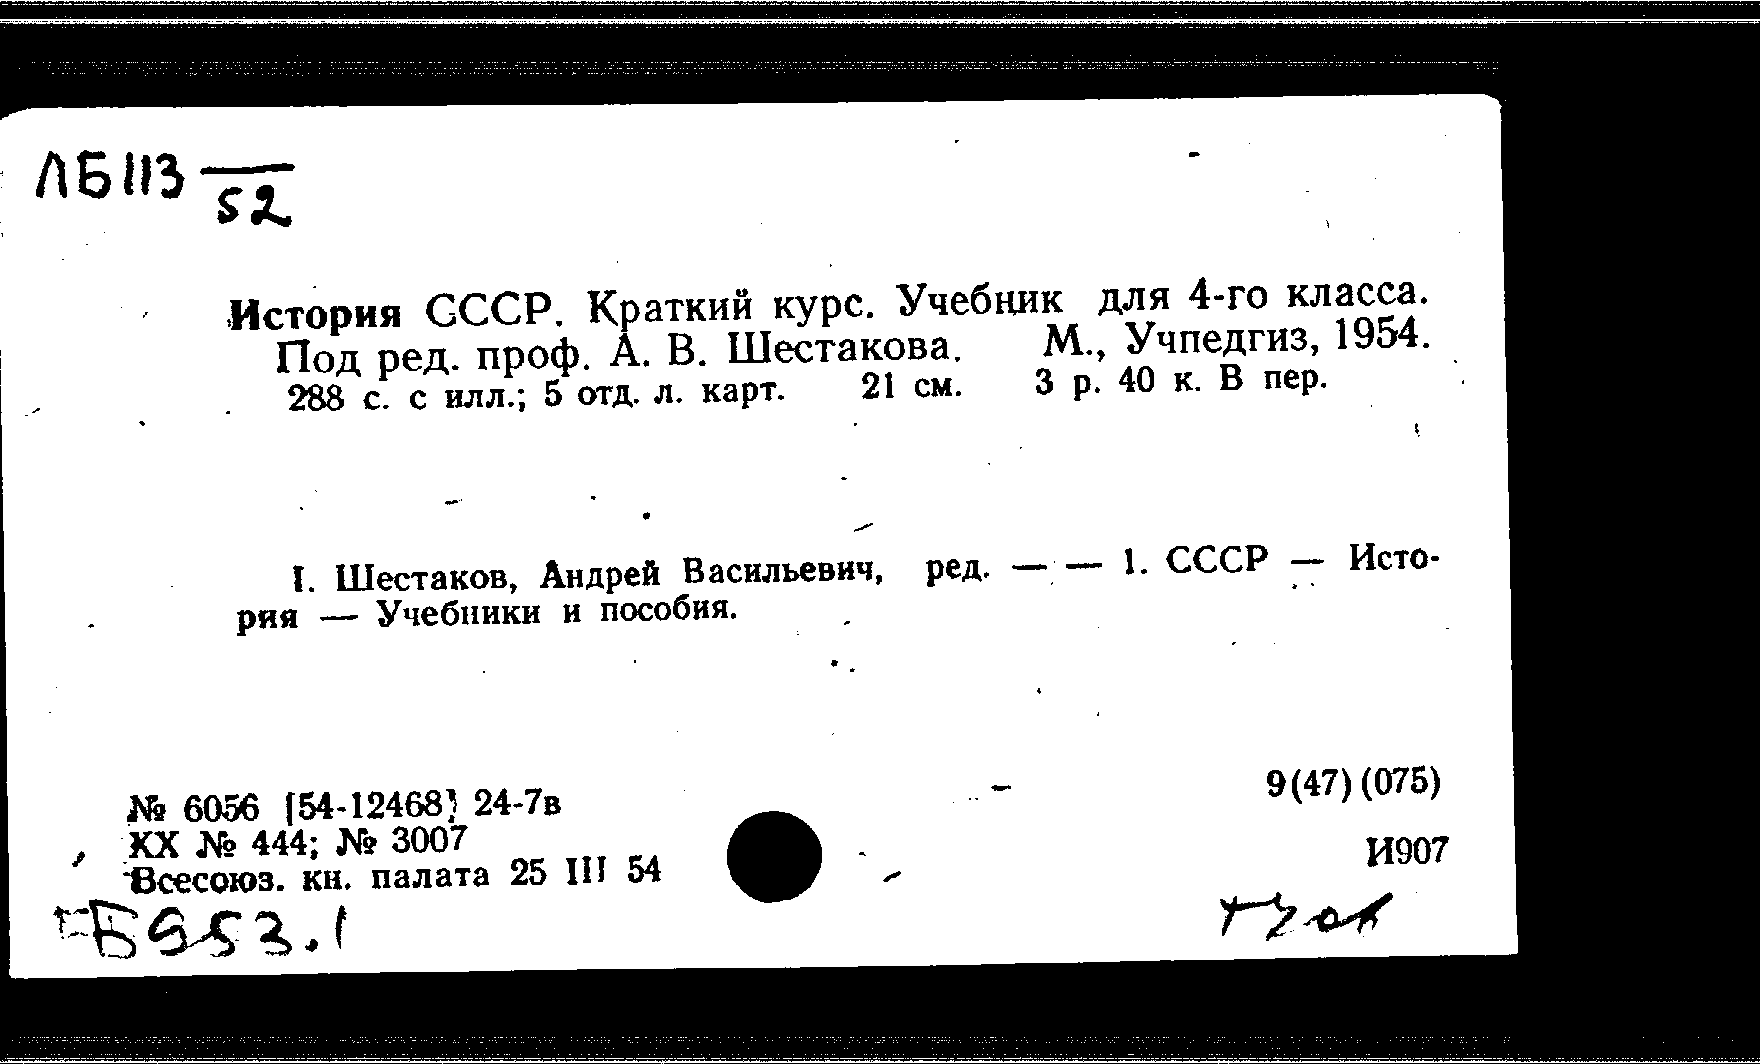 ЛБ113
52
История СССР. Краткий курс. Учебник для 4-го класса.
Под ред. проф. А. В. Шестакова. М., Учпедгиз, 1954.
288 с. с илл.; 5 отд. л. карт. 21 см. 3 р. 40 к. В пер.
I. Шестаков, Андрей Васильевич, ред. — — 1. СССР — Исто-
рия — Учебники и пособия.
9(47)(075)
№ 6056 [54-12468] 24-7в
КХ № 444; № 3007
И907
Всесоюз. кн. палата 25 III 54
Б953.1